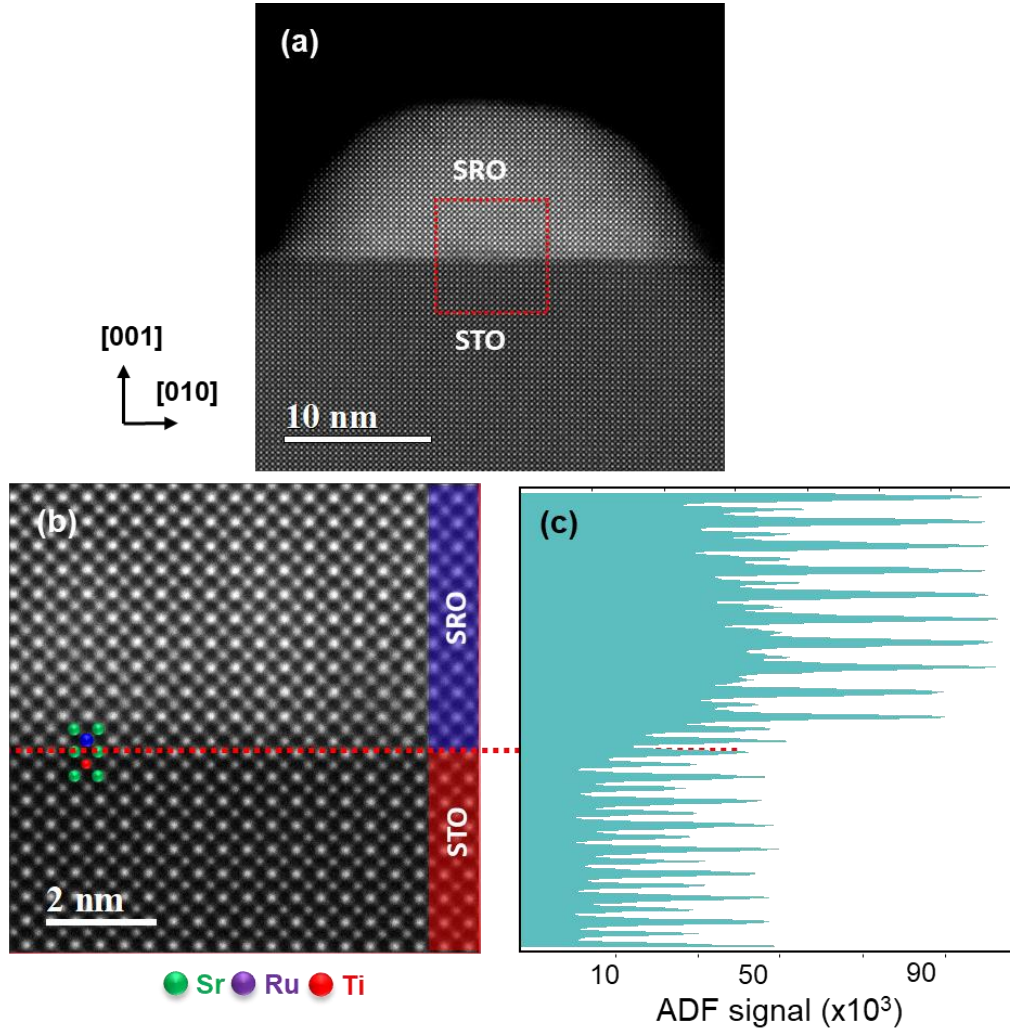 (a)
SRO
STO
10 nm
[001]
[010]
(b)
SRO
STO
2 nm
Sr Ru Ti
(c)
10 50 90
ADF signal (x10³)